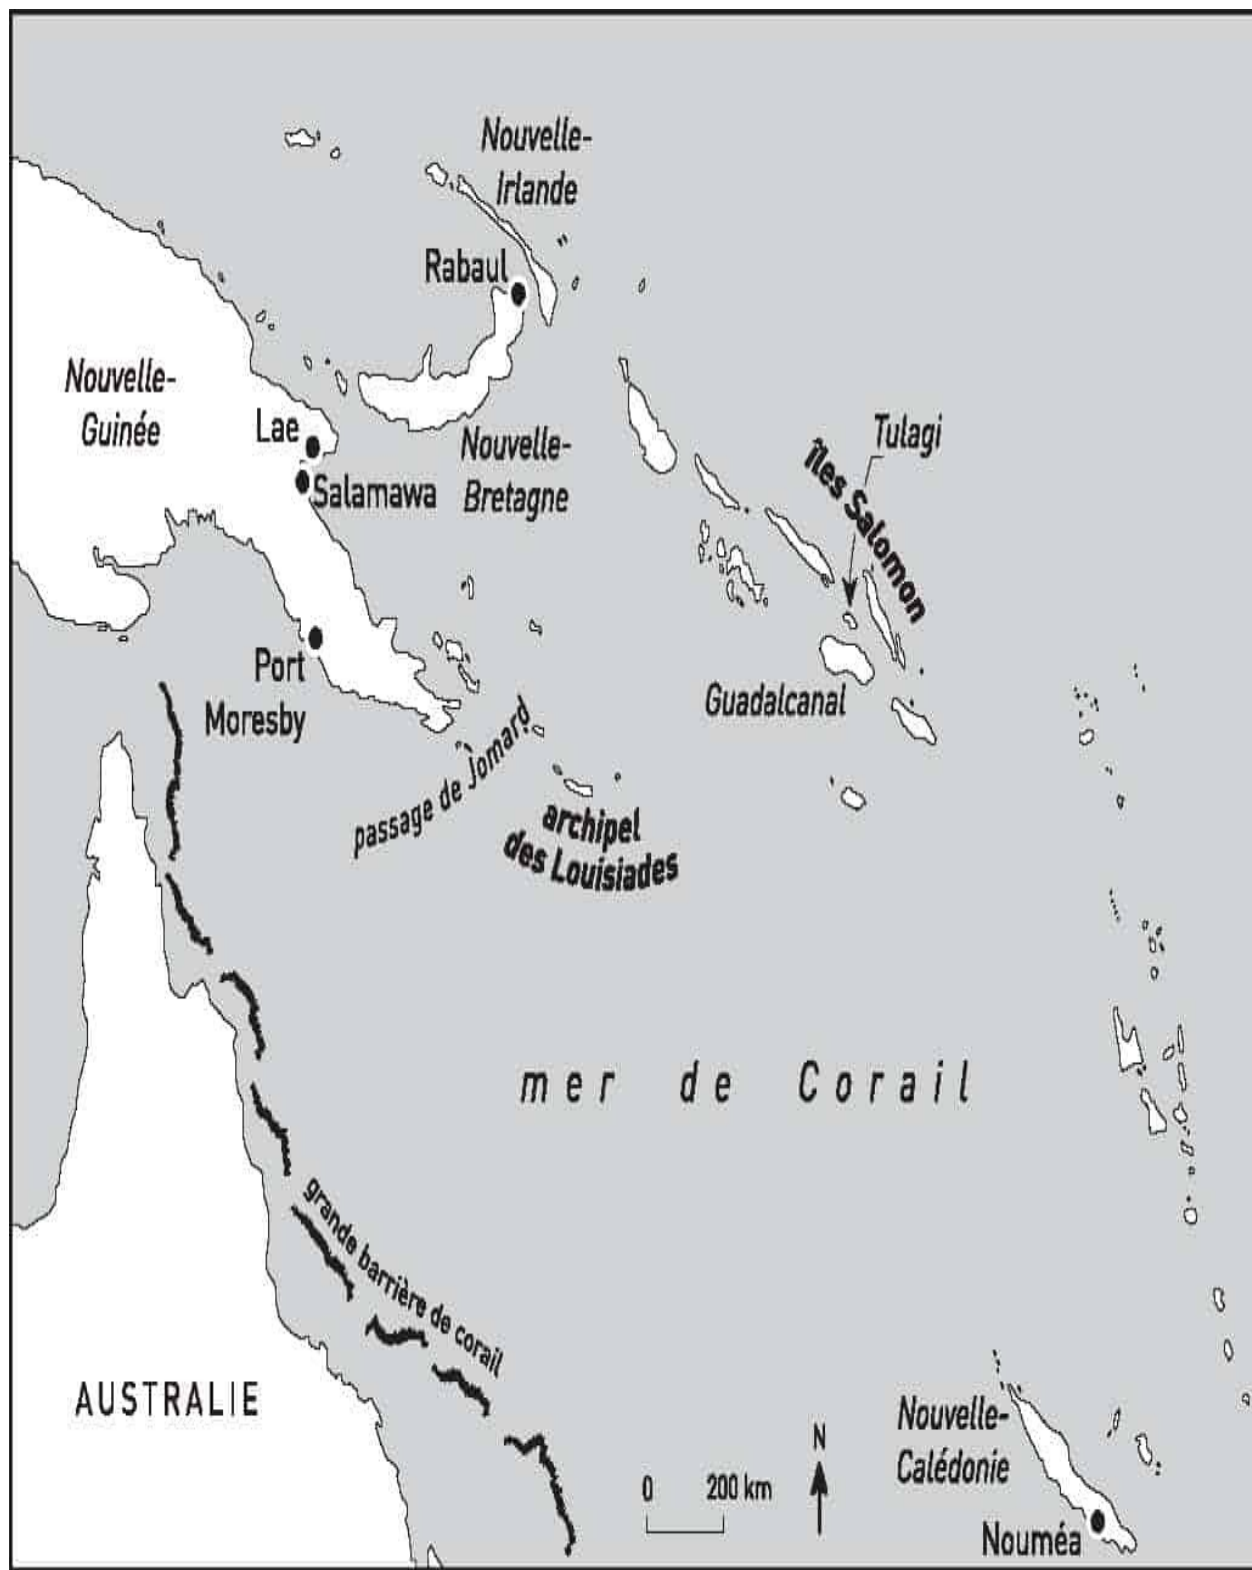 Nouvelle-
Irlande
Rabaul
Nouvelle-
Guinée
Lae
Salamawa
Nouvelle-
Bretagne
Tulagi
îles Salomon
Port
Moresby
Guadalcanal
passage de Jomard
archipel
des Louisiades
mer de Corail
grande barrière de corail
AUSTRALIE
0 200 km
N
Nouvelle-
Calédonie
Nouméa